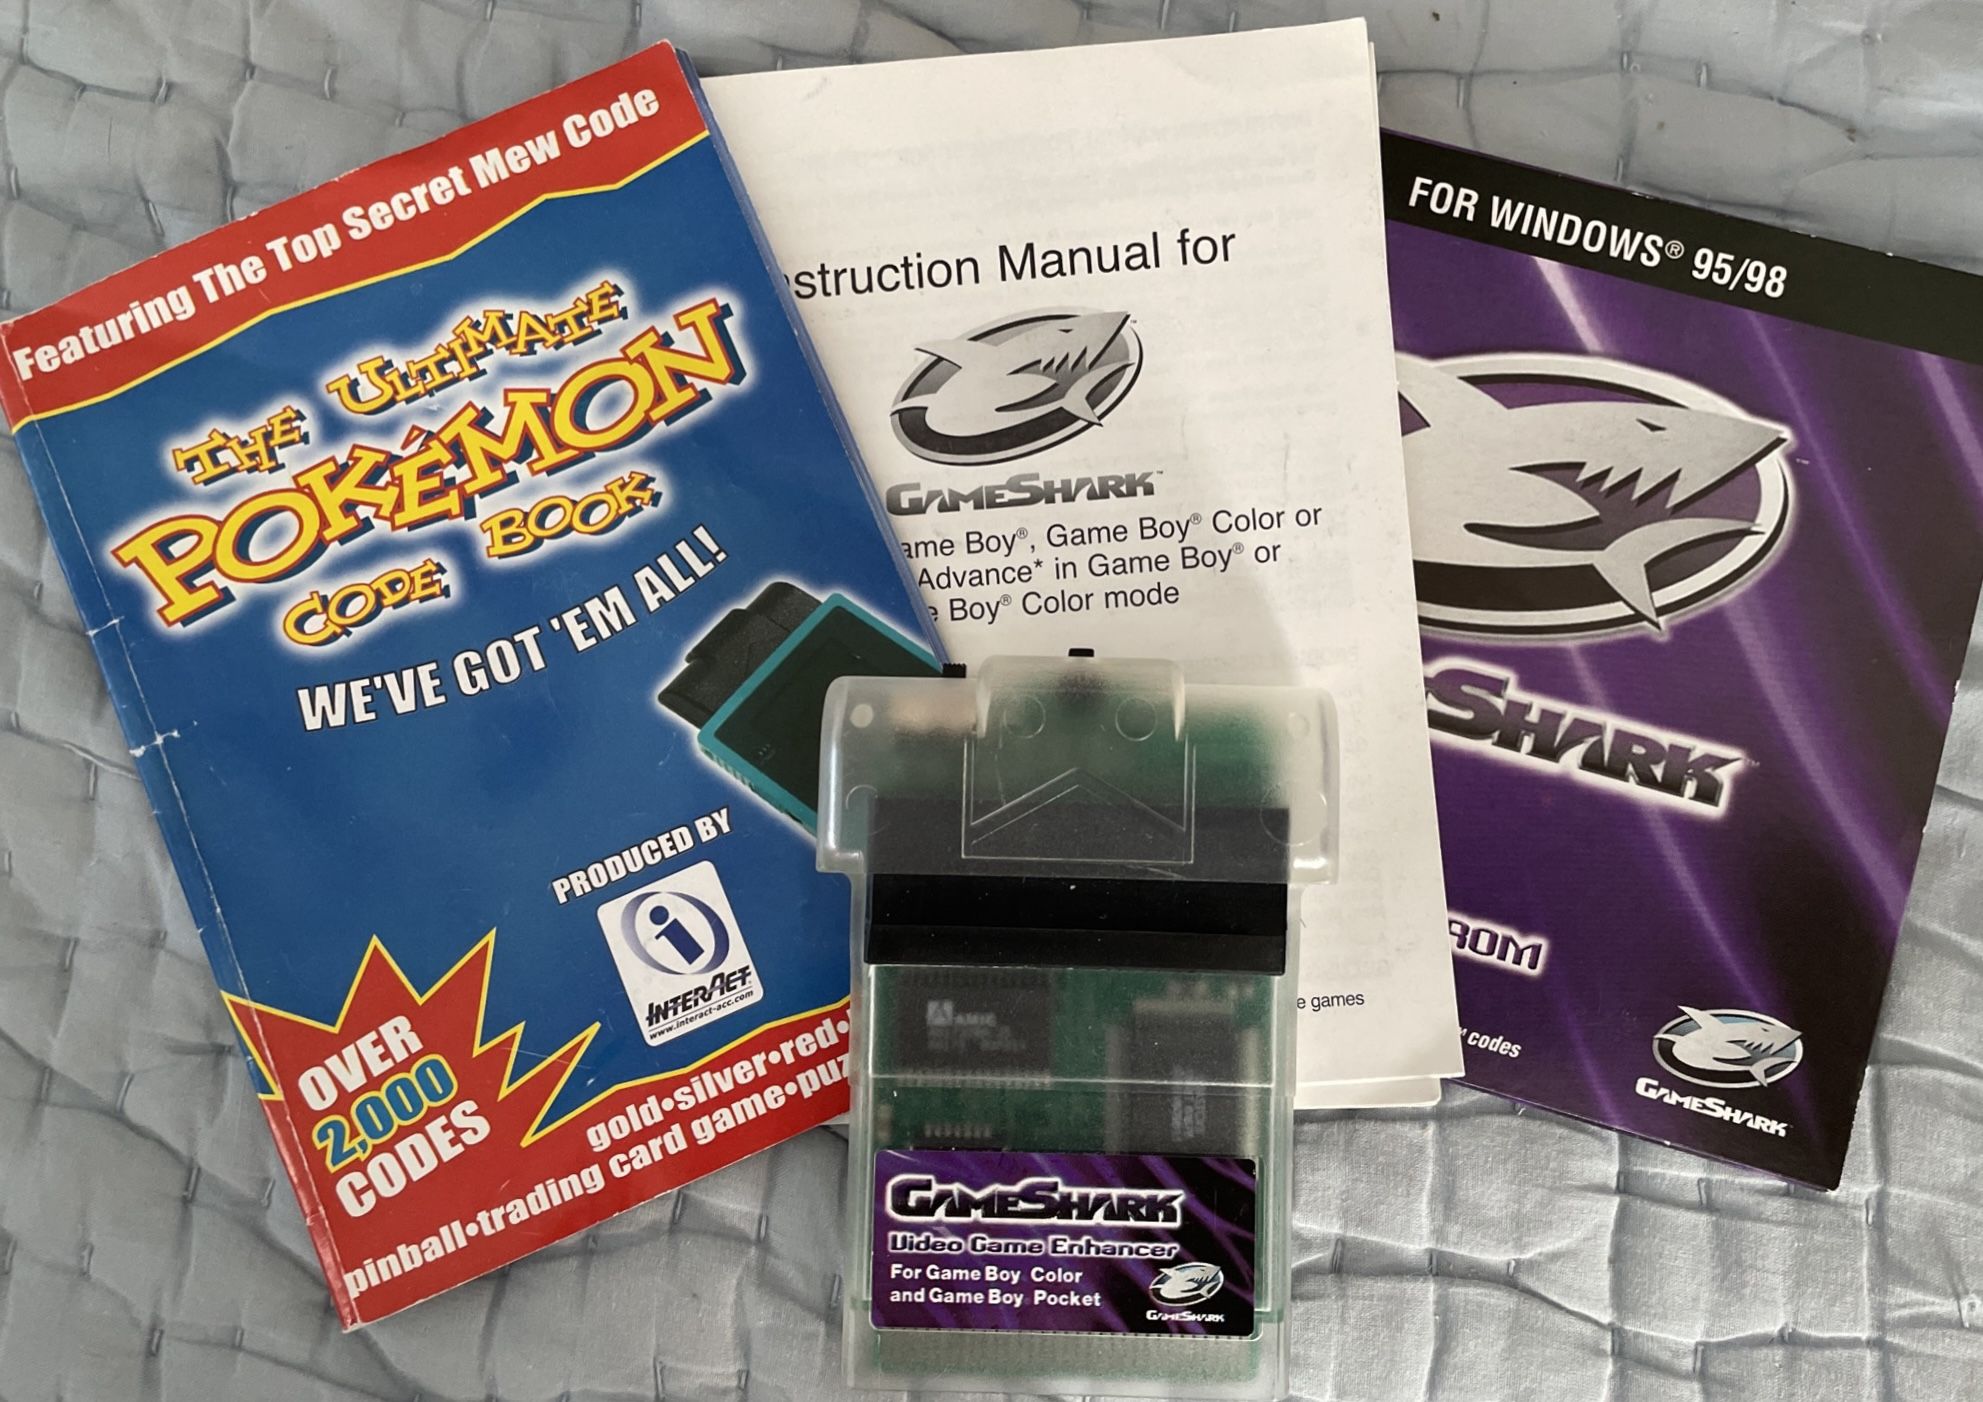 Featuring The Top Secret Mew Code
THE ULTIMATE
POKÉMON
CODE BOOK
WE'VE GOT 'EM ALL!
PRODUCED BY
i
INTERACT
www.interact-acc.com
OVER
2,000
CODES
gold•silver•red•
pinball•trading card game•puz
struction Manual for
GAMESHARK™
ame Boy®, Game Boy® Color or
Advance* in Game Boy® or
e Boy® Color mode
e games
FOR WINDOWS® 95/98
SHARK™
ROM
codes
GAMESHARK
AMIC
GAMESHARK
Video Game Enhancer
For Game Boy Color
and Game Boy Pocket
GAMESHARK